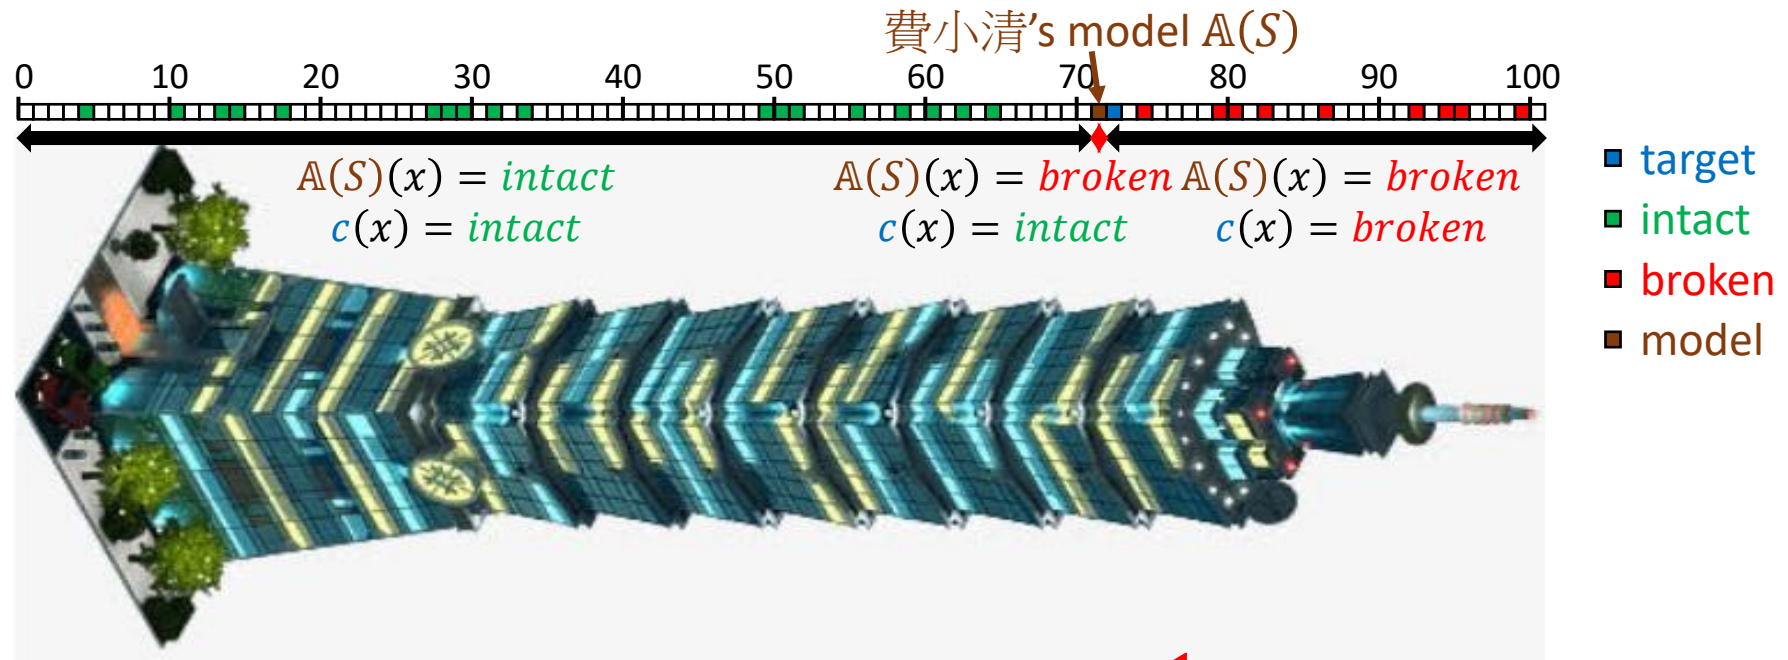 費小清's model 𝔸(S)
0 10 20 30 40 50 60 70 80 90 100
𝔸(S)(x) = intact
c(x) = intact
𝔸(S)(x) = broken
c(x) = intact
𝔸(S)(x) = broken
c(x) = broken
target
intact
broken
model